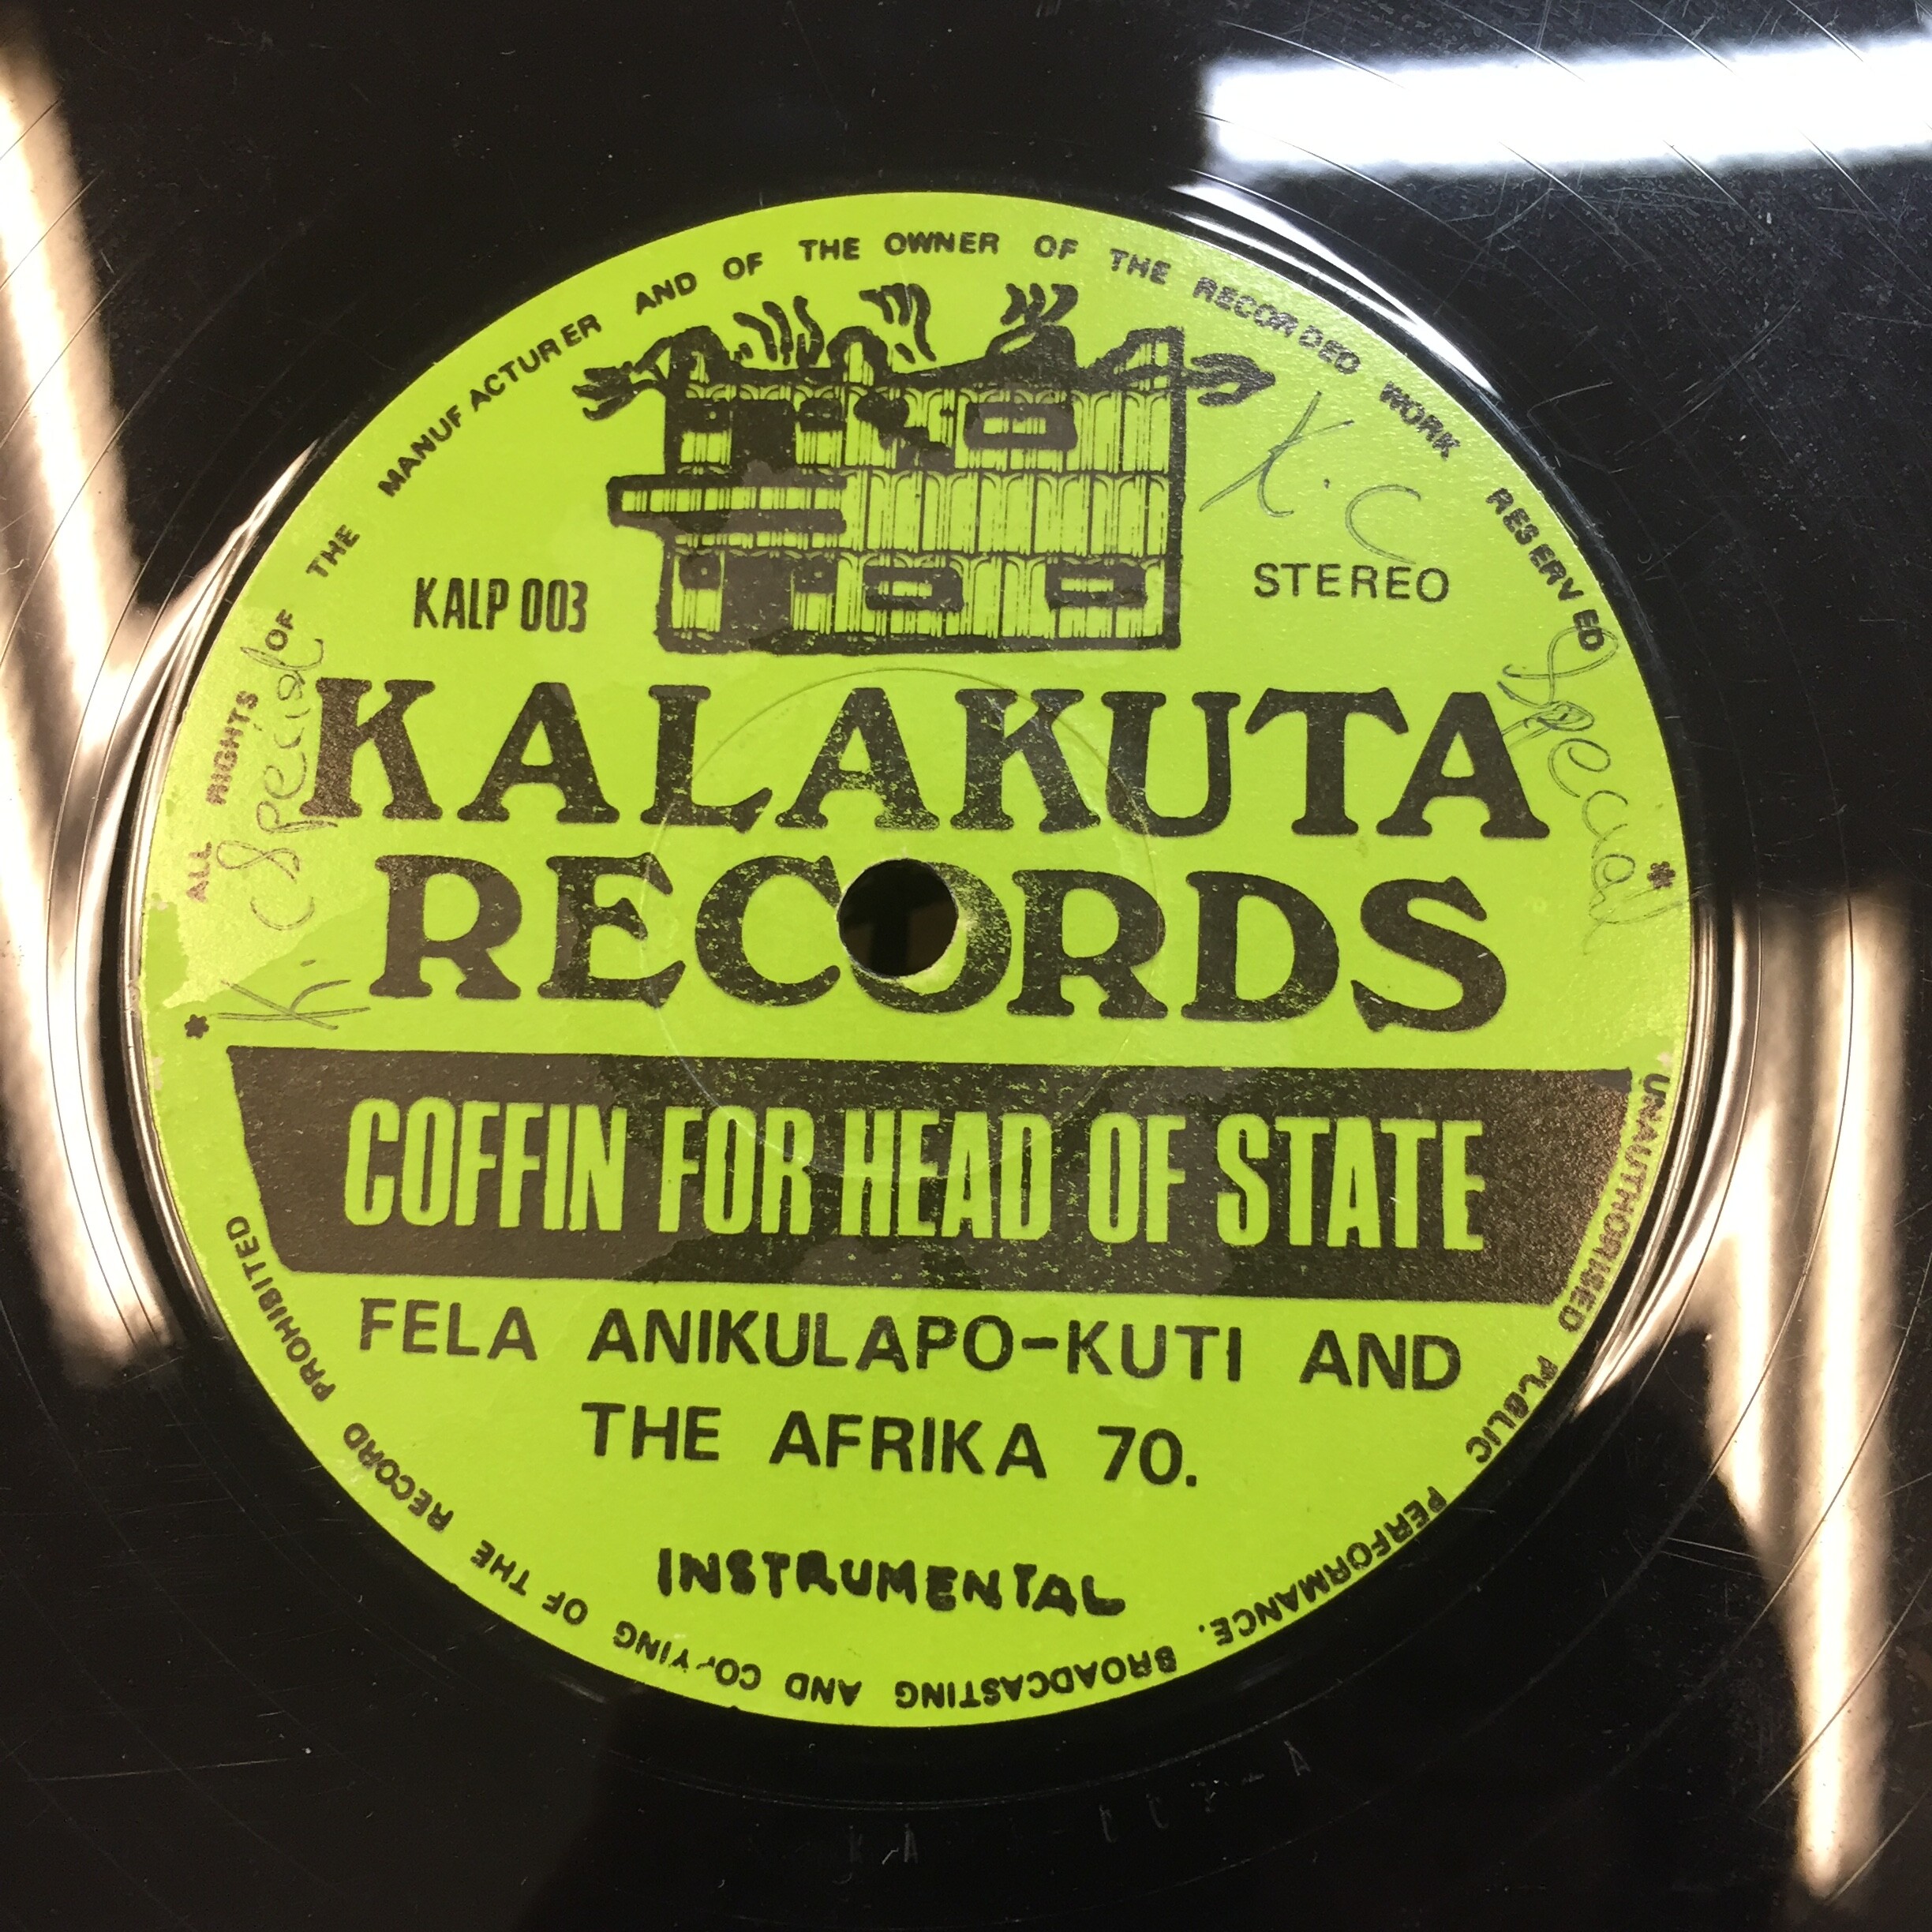 ALL RIGHTS OF THE MANUFACTURER AND OF THE OWNER OF THE RECORDED WORK RESERVED
K.C
STEREO
KALP 003
K. C Special
Special
KALAKUTA
RECORDS
COFFIN FOR HEAD OF STATE
FELA ANIKULAPO-KUTI AND
THE AFRIKA 70.
INSTRUMENTAL
* UNAUTHORISED PUBLIC PERFORMANCE. BROADCASTING AND COPYING OF THE RECORD PROHIBITED *